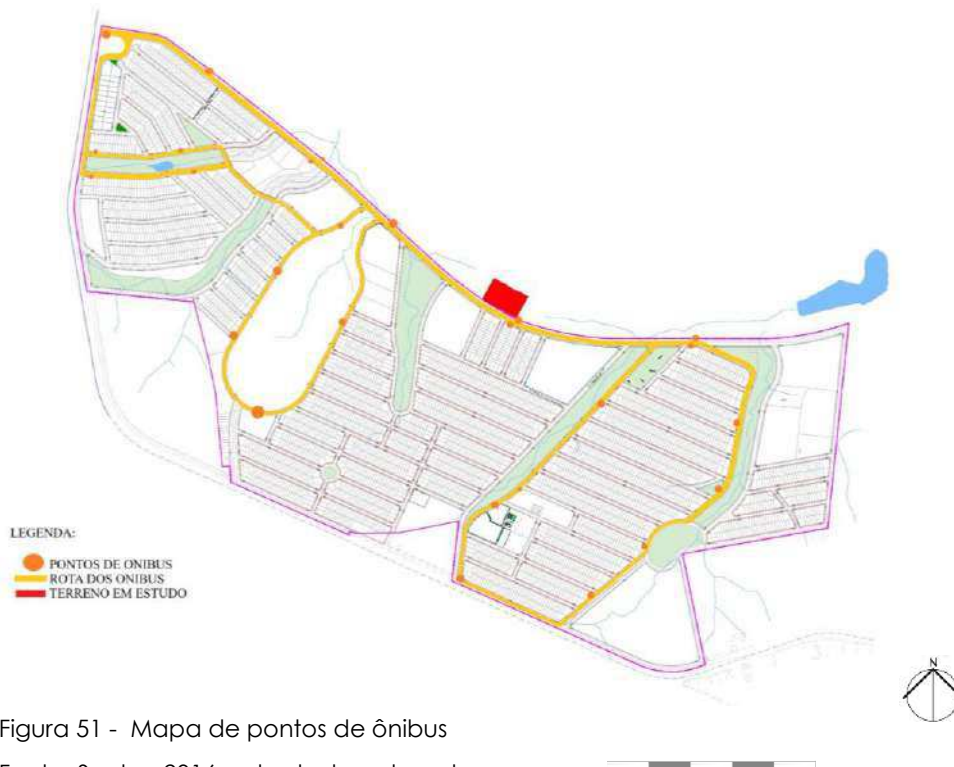 LEGENDA:
PONTOS DE ONIBUS
ROTA DOS ONIBUS
TERRENO EM ESTUDO
N
Figura 51 - Mapa de pontos de ônibus